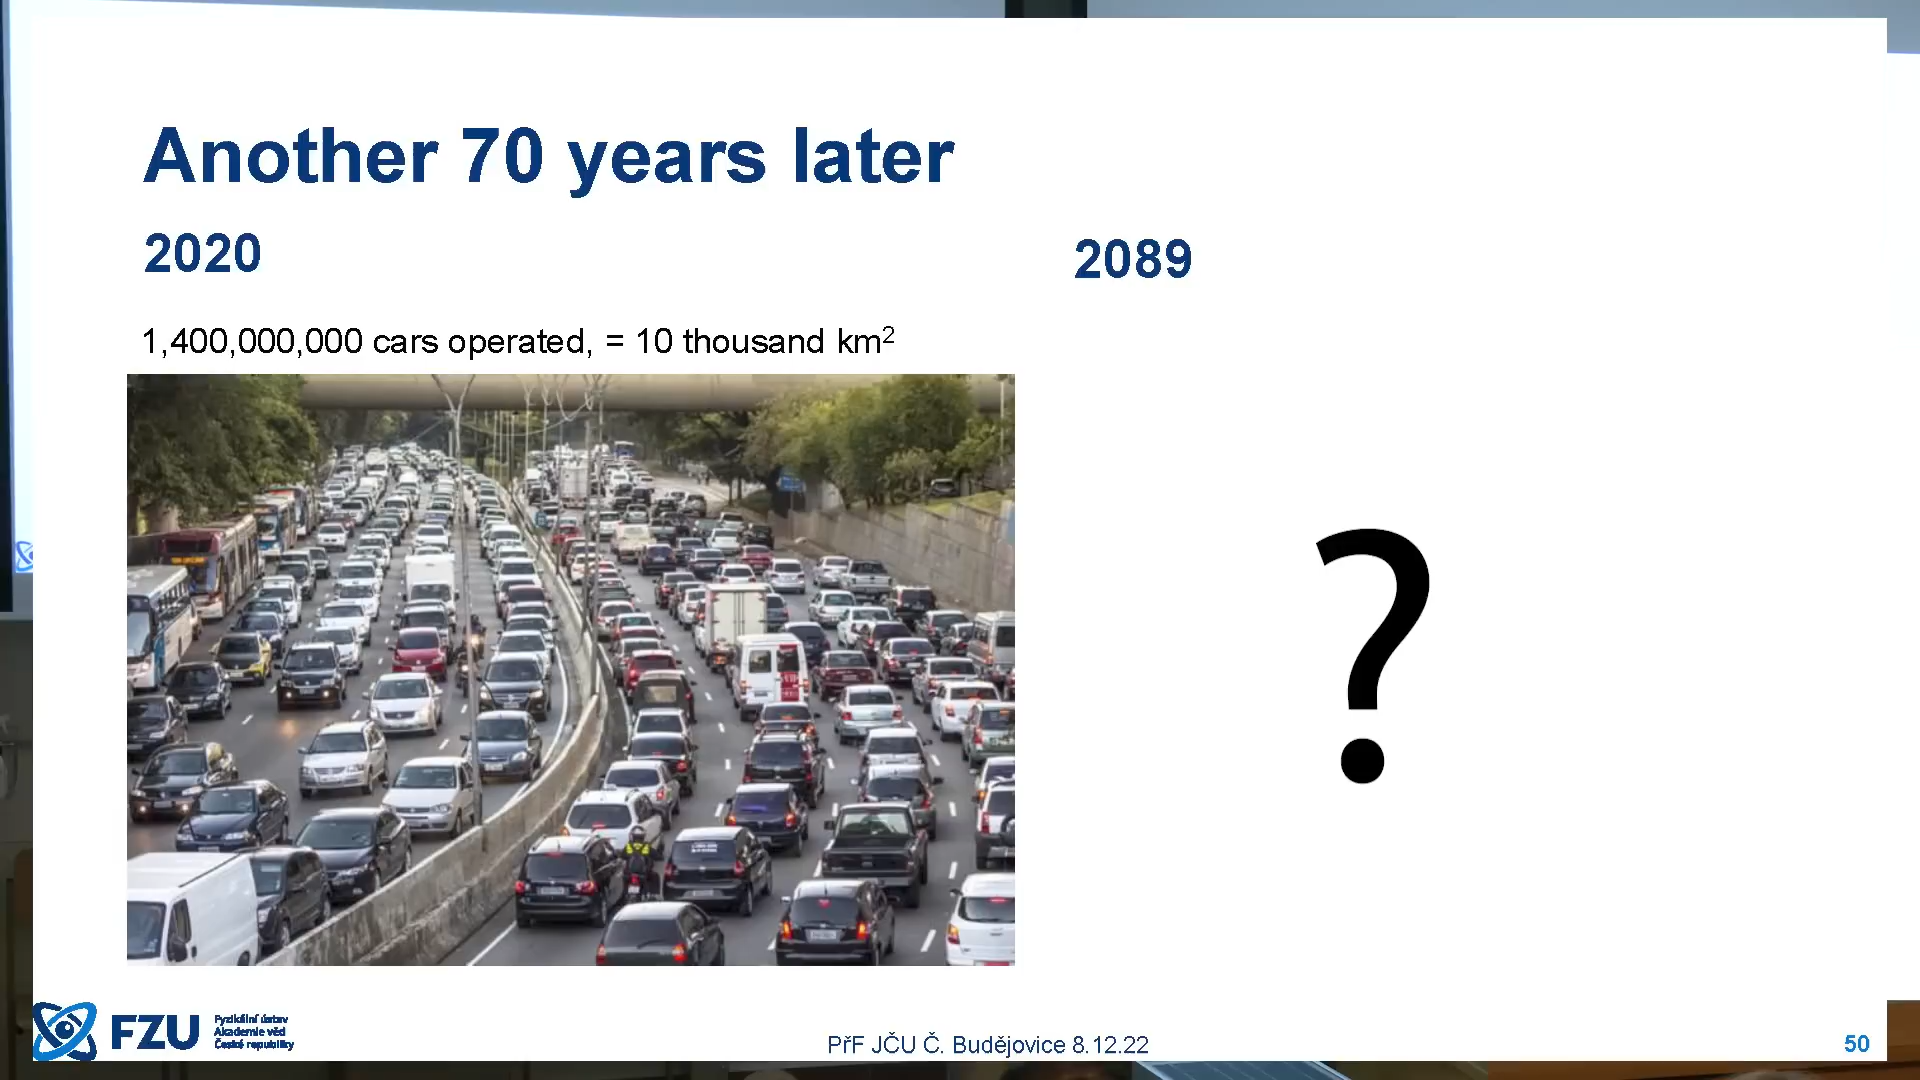 Another 70 years later
2020
2089
1,400,000,000 cars operated, = 10 thousand km²
?
FZU
Fyzikální ústav
Akademie věd
České republiky
PřF JČU Č. Budějovice 8.12.22
50